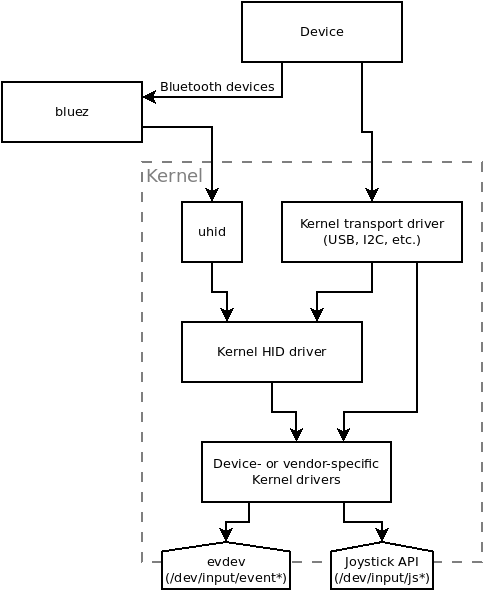 Device
Bluetooth devices
bluez
Kernel
uhid
Kernel transport driver
(USB, I2C, etc.)
Kernel HID driver
Device- or vendor-specific
Kernel drivers
evdev
(/dev/input/event*)
Joystick API
(/dev/input/js*)